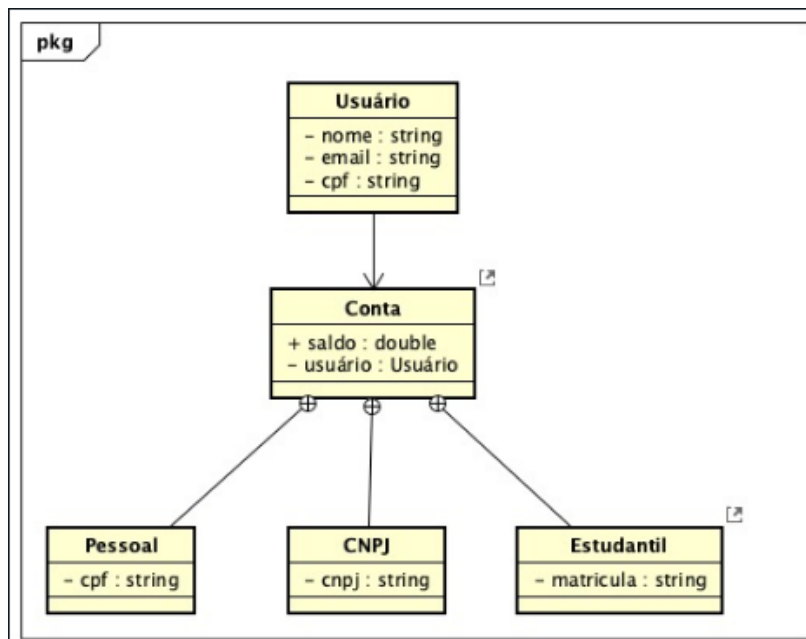 pkg
Usuário
- nome : string
- email : string
- cpf : string
Conta
+ saldo : double
- usuário : Usuário
Pessoal
- cpf : string
CNPJ
- cnpj : string
Estudantil
- matricula : string